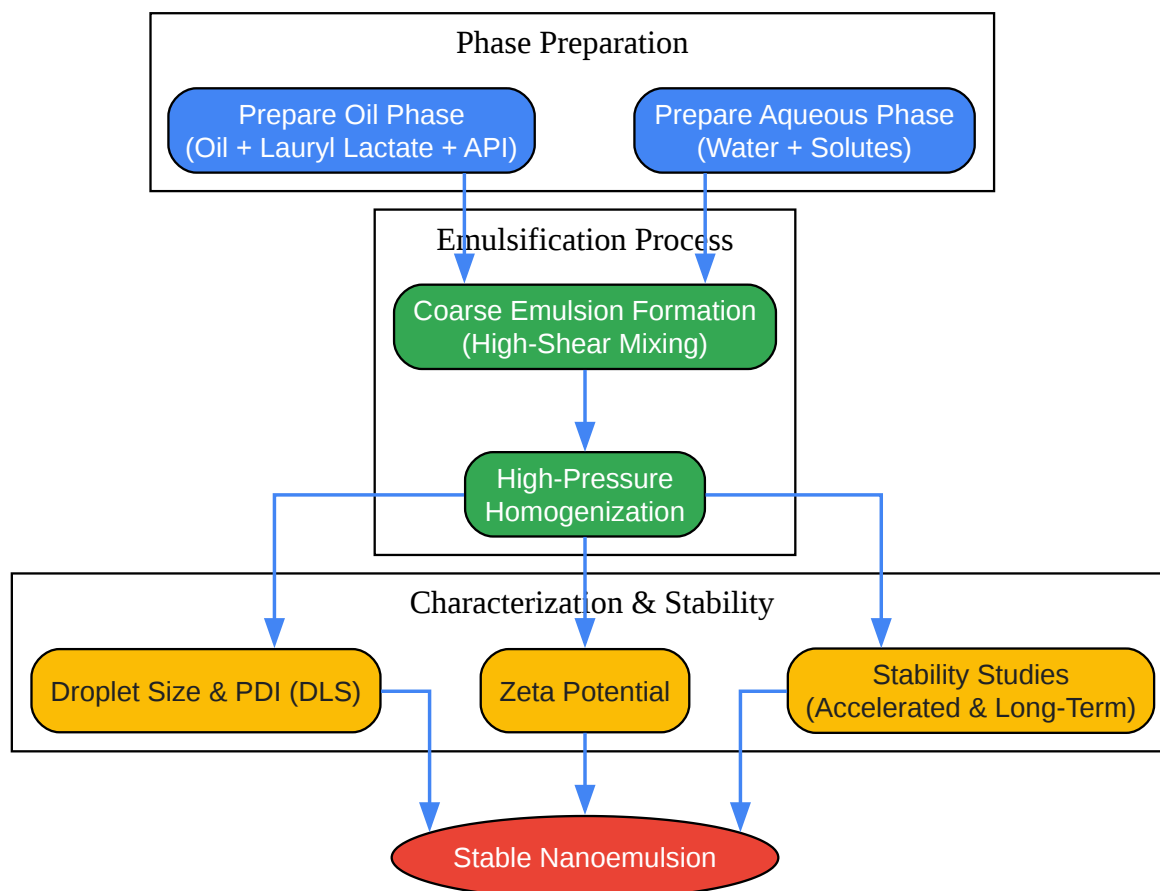 Phase Preparation
Prepare Oil Phase
(Oil + Lauryl Lactate + API)
Prepare Aqueous Phase
(Water + Solutes)
Emulsification Process
Coarse Emulsion Formation
(High-Shear Mixing)
High-Pressure
Homogenization
Characterization & Stability
Droplet Size & PDI (DLS)
Zeta Potential
Stability Studies
(Accelerated & Long-Term)
Stable Nanoemulsion